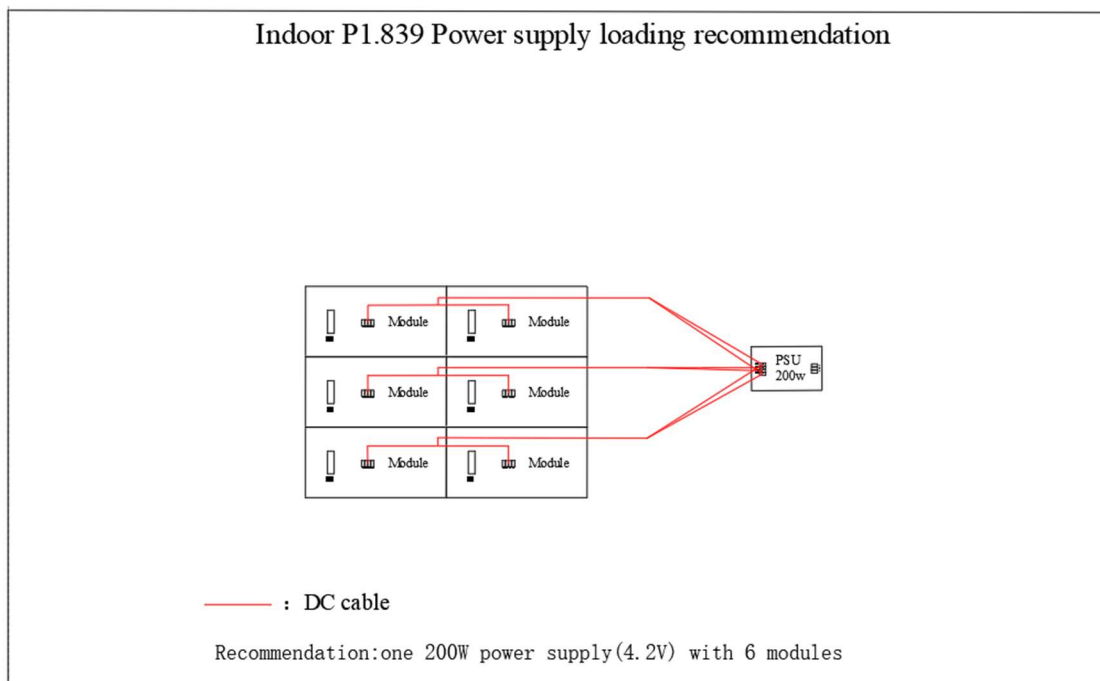 Indoor P1.839 Power supply loading recommendation
Module Module
PSU
200w
Module Module
Module Module
: DC cable
Recommendation:one 200W power supply(4.2V) with 6 modules